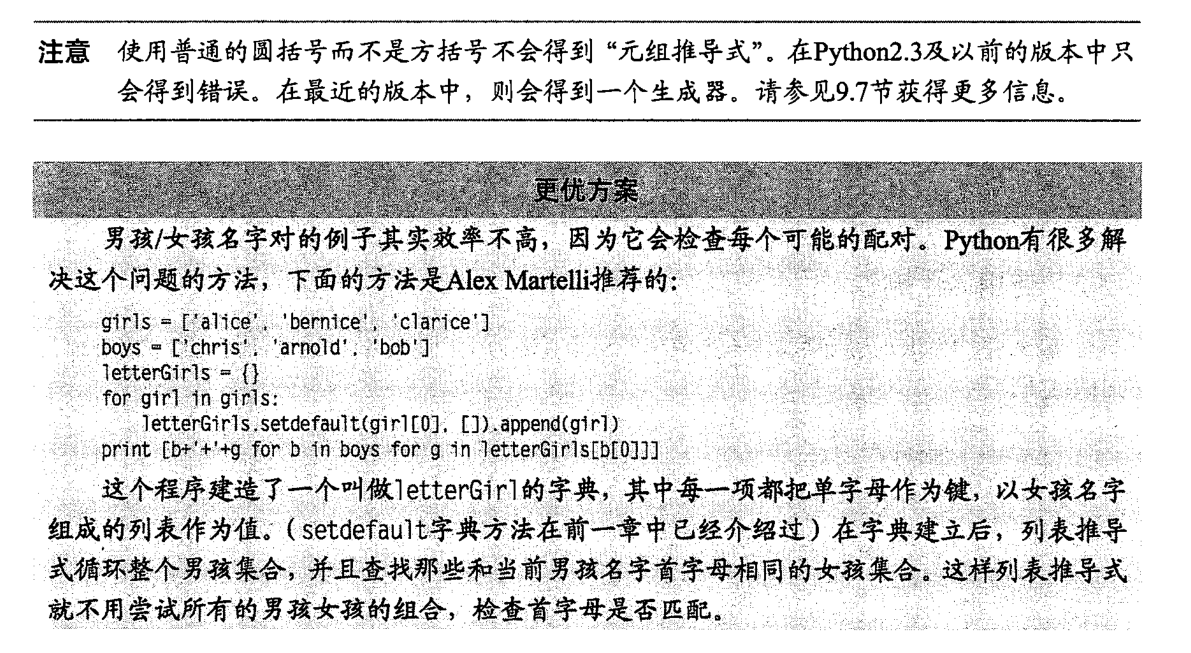 注意 使用普通的圆括号而不是方括号不会得到“元组推导式”。在Python2.3及以前的版本中只
会得到错误。在最近的版本中，则会得到一个生成器。请参见9.7节获得更多信息。
更优方案
男孩/女孩名字对的例子其实效率不高，因为它会检查每个可能的配对。Python有很多解
决这个问题的方法，下面的方法是Alex Martelli推荐的：
girls = ['alice', 'bernice', 'clarice']
boys = ['chris', 'arnold', 'bob']
letterGirls = {}
for girl in girls:
    letterGirls.setdefault(girl[0], []).append(girl)
print [b+'+'+g for b in boys for g in letterGirls[b[0]]]
这个程序建造了一个叫做letterGirl的字典，其中每一项都把单字母作为键，以女孩名字
组成的列表作为值。（setdefault字典方法在前一章中已经介绍过）在字典建立后，列表推导
式循环整个男孩集合，并且查找那些和当前男孩名字首字母相同的女孩集合。这样列表推导式
就不用尝试所有的男孩女孩的组合，检查首字母是否匹配。